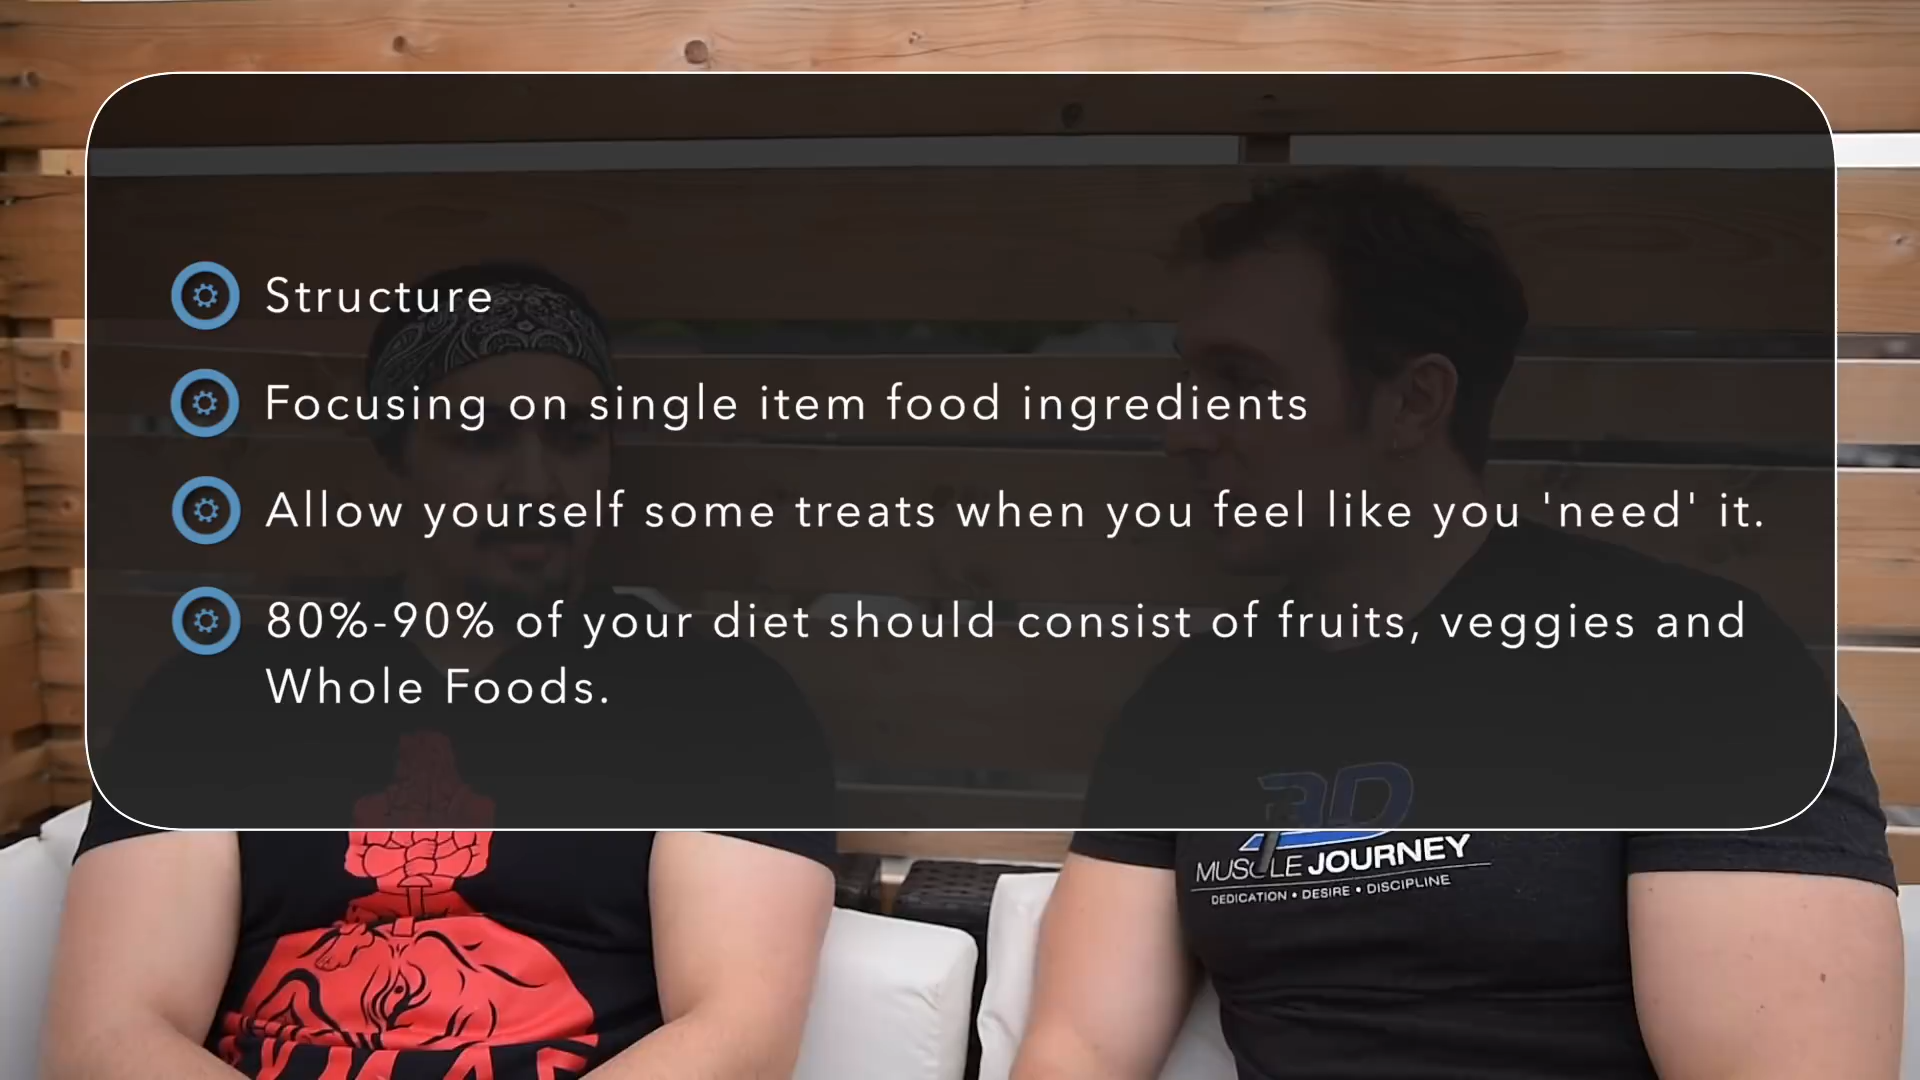 Structure
Focusing on single item food ingredients
Allow yourself some treats when you feel like you 'need' it.
80%-90% of your diet should consist of fruits, veggies and
Whole Foods.
3D
MUSCLE JOURNEY
DEDICATION • DESIRE • DISCIPLINE